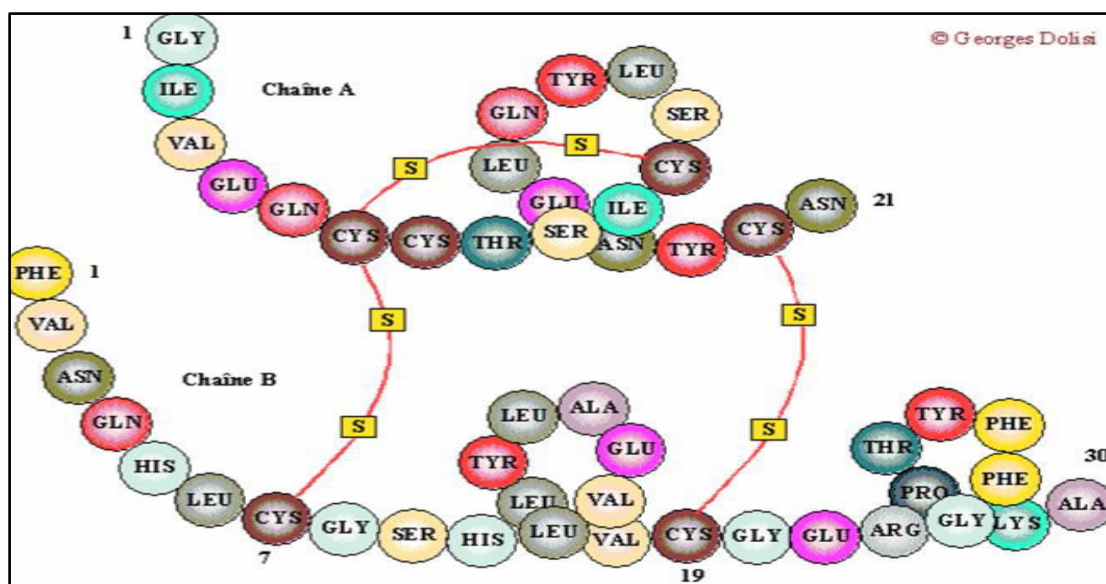 © Georges Dolisi
1
GLY
ILE
VAL
GLU
GLN
CYS
CYS
THR
SER
ILE
CYS
SER
LEU
TYR
GLN
LEU
GLU
ASN
TYR
CYS
ASN
21
Chaîne A
S
S
S
S
S
S
Chaîne B
1
PHE
VAL
ASN
GLN
HIS
LEU
CYS
7
GLY
SER
HIS
LEU
VAL
GLU
ALA
LEU
TYR
LEU
VAL
CYS
19
GLY
GLU
ARG
GLY
PHE
PHE
TYR
THR
PRO
LYS
ALA
30